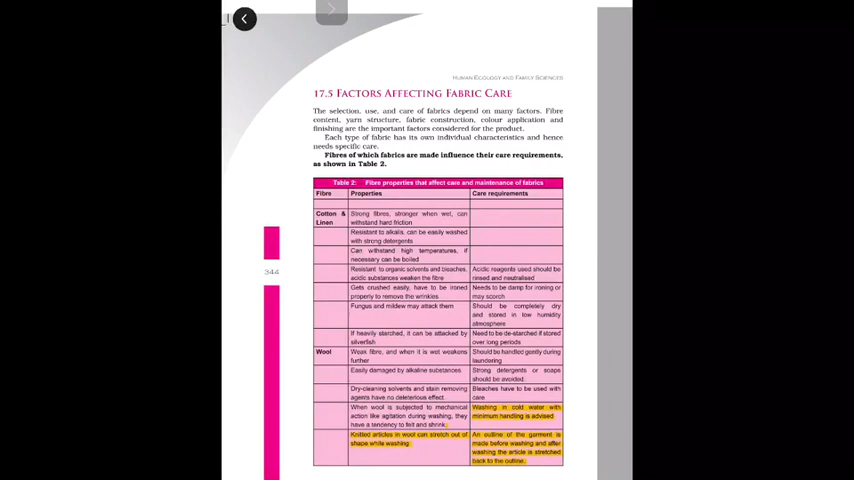 HUMAN ECOLOGY AND FAMILY SCIENCES
17.5 FACTORS AFFECTING FABRIC CARE
The selection, use, and care of fabrics depend on many factors. Fibre
content, yarn structure, fabric construction, colour application and
finishing are the important factors considered for the product.
Each type of fabric has its own individual characteristics and hence
needs specific care.
Fibres of which fabrics are made influence their care requirements,
as shown in Table 2.
Table 2: Fibre properties that affect care and maintenance of fabrics
Fibre Properties Care requirements
Cotton & Strong fibres, stronger when wet, can
Linen withstand hard friction
Resistant to alkalis, can be easily washed
with strong detergents
Can withstand high temperatures, if
necessary can be boiled
344
Resistant to organic solvents and bleaches, Acidic reagents used should be
acidic substances weaken the fibre rinsed and neutralised
Gets crushed easily, have to be ironed Needs to be damp for ironing or
properly to remove the wrinkles may scorch
Fungus and mildew may attack them Should be completely dry
and stored in low humidity
atmosphere
If heavily starched, it can be attacked by Need to be de-starched if stored
silverfish over long periods
Wool Weak fibre, and when it is wet weakens Should be handled gently during
further laundering
Easily damaged by alkaline substances Strong detergents or soaps
should be avoided.
Dry-cleaning solvents and stain removing Bleaches have to be used with
agents have no deleterious effect care
When wool is subjected to mechanical Washing in cold water with
action like agitation during washing, they minimum handling is advised
have a tendency to felt and shrink.
Knitted articles in wool can stretch out of An outline of the garment is
shape while washing made before washing and after
washing the article is stretched
back to the outline.